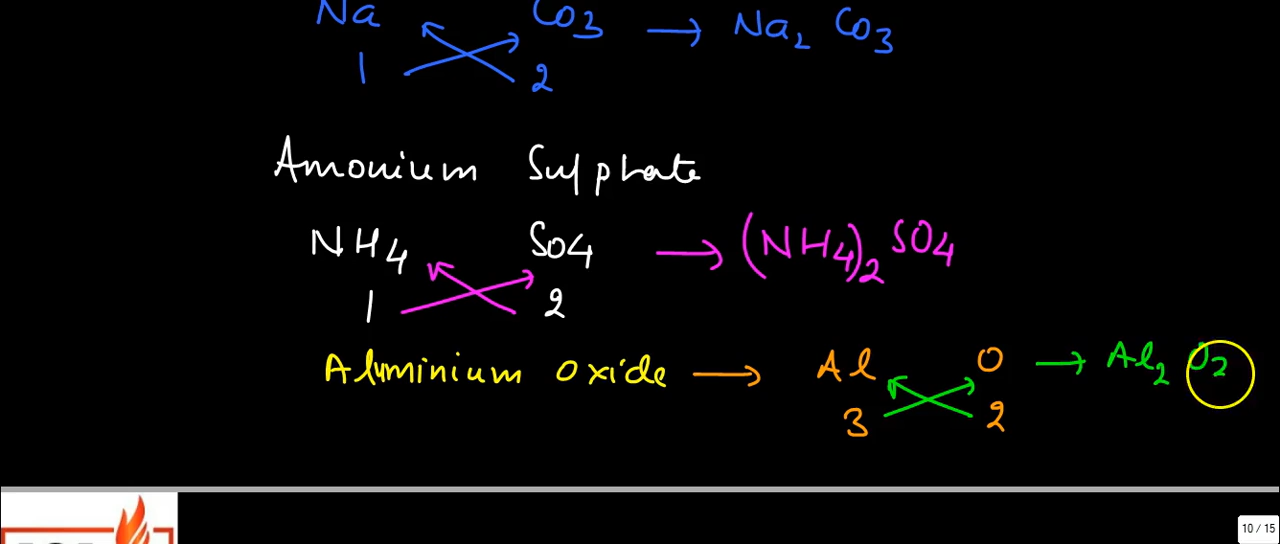 Na Co3 → Na2 Co3
1 2
Amonium Sulphate
NH4 SO4 → (NH4)2 SO4
1 2
Aluminium Oxide → Al O → Al2 O2
3 2
10 / 15